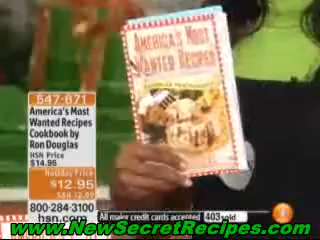 AMERICA'S MOST
WANTED RECIPES
547-671
America's Most
Wanted Recipes
Cookbook by
Ron Douglas
HSN Price
$14.95
Holiday Price
$12.95
S&H
800-284-3100
hsn.com
All major credit cards accepted
403 sold
www.NewSecretRecipes.com